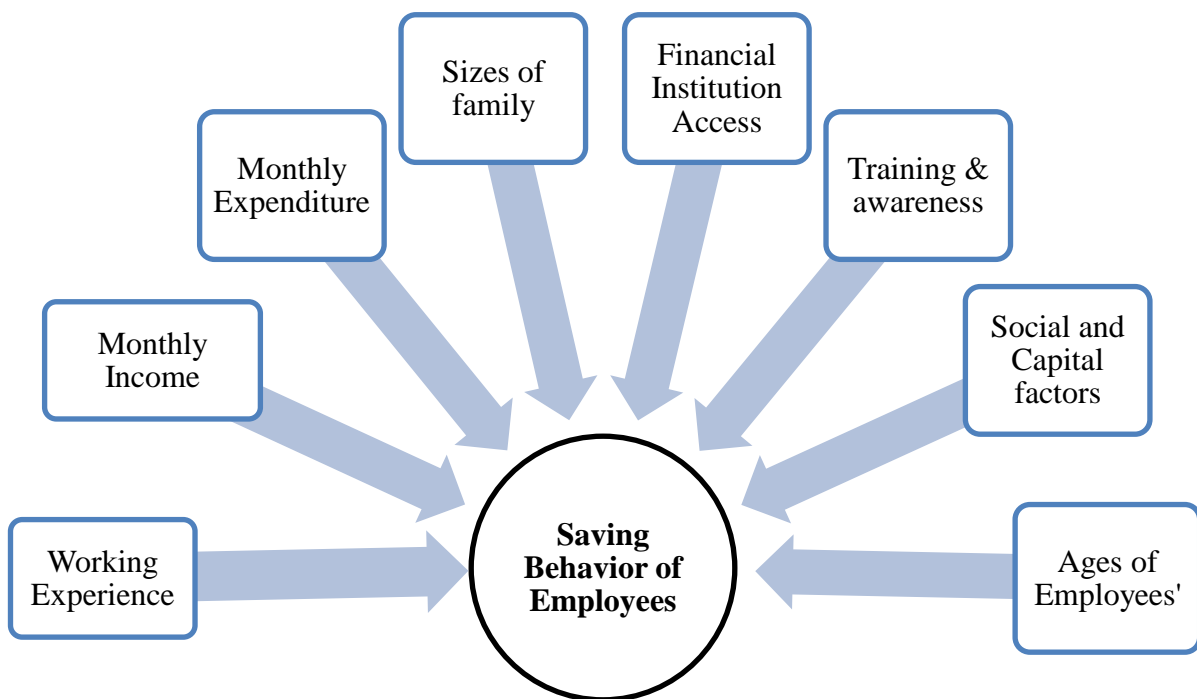 Sizes of
family
Financial
Institution
Access
Monthly
Expenditure
Training &
awareness
Monthly
Income
Social and
Capital
factors
Working
Experience
Saving
Behavior of
Employees
Ages of
Employees'